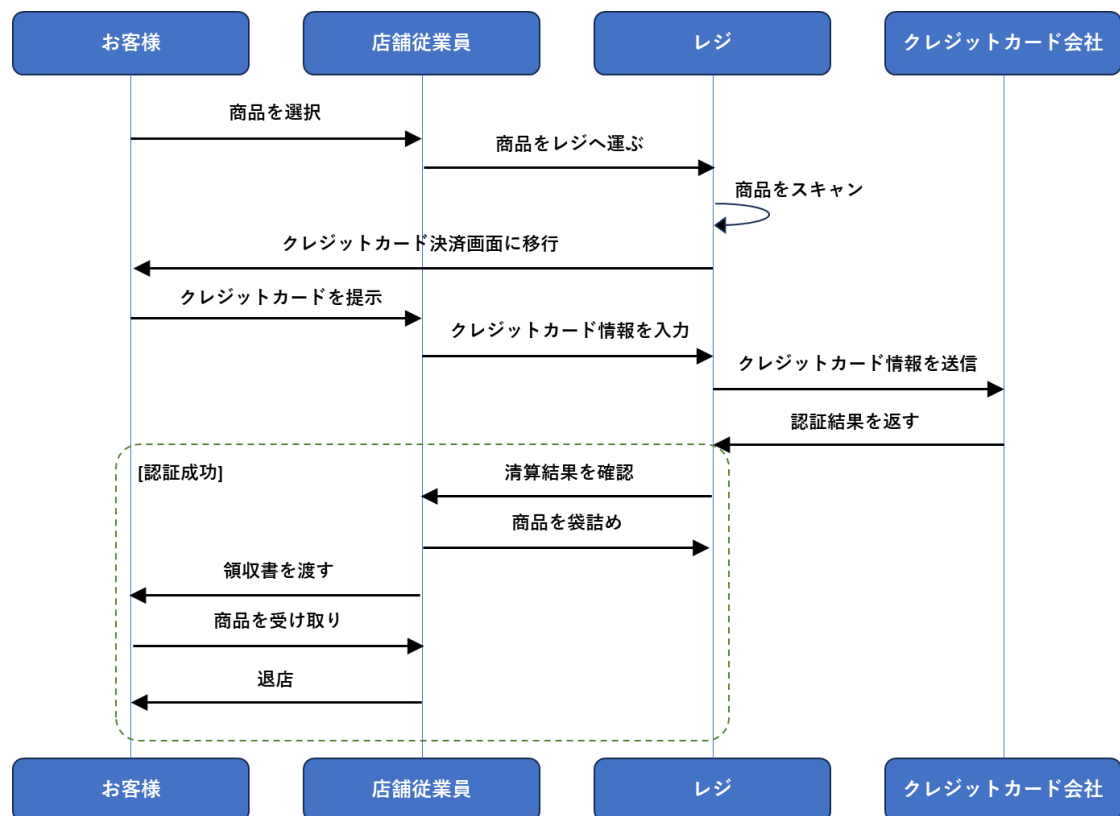 お客様
店舗従業員
レジ
クレジットカード会社
商品を選択
商品をレジへ運ぶ
商品をスキャン
クレジットカード決済画面に移行
クレジットカードを提示
クレジットカード情報を入力
クレジットカード情報を送信
認証結果を返す
[認証成功]
清算結果を確認
商品を袋詰め
領収書を渡す
商品を受け取り
退店
お客様
店舗従業員
レジ
クレジットカード会社